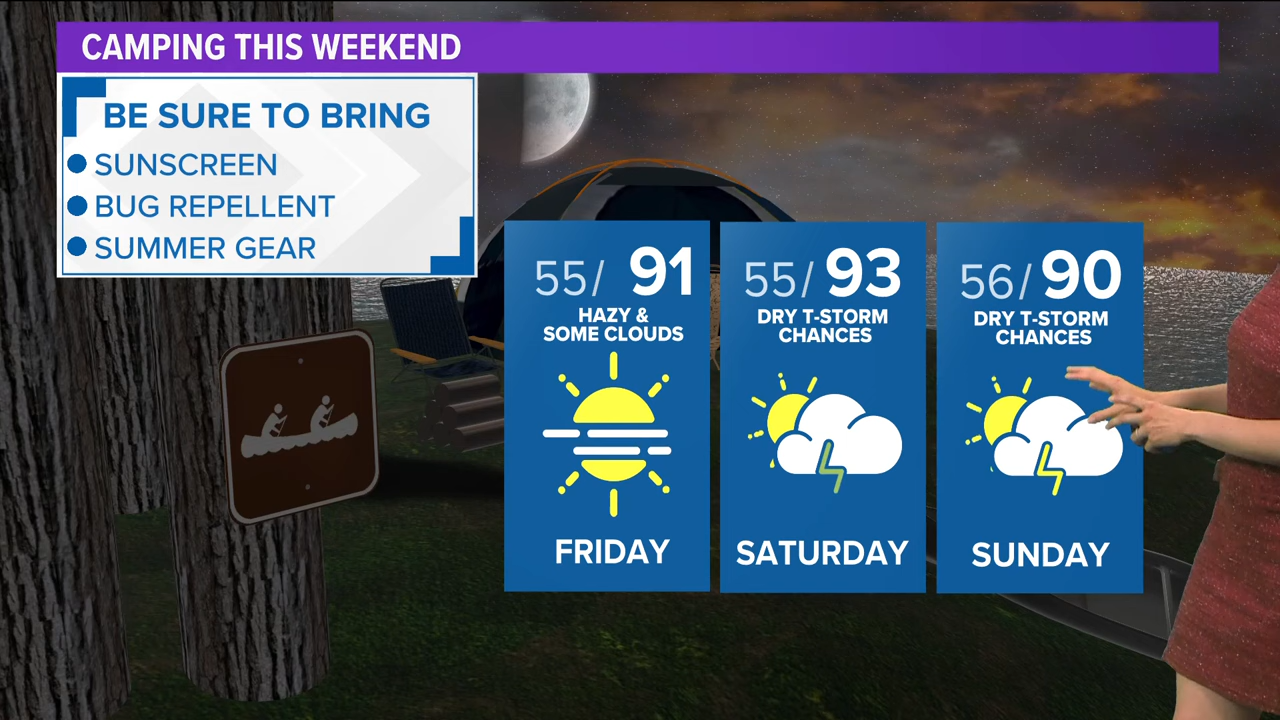 CAMPING THIS WEEKEND
BE SURE TO BRING
● SUNSCREEN
● BUG REPELLENT
● SUMMER GEAR
55/ 91
HAZY &
SOME CLOUDS
FRIDAY
55/ 93
DRY T-STORM
CHANCES
SATURDAY
56/ 90
DRY T-STORM
CHANCES
SUNDAY